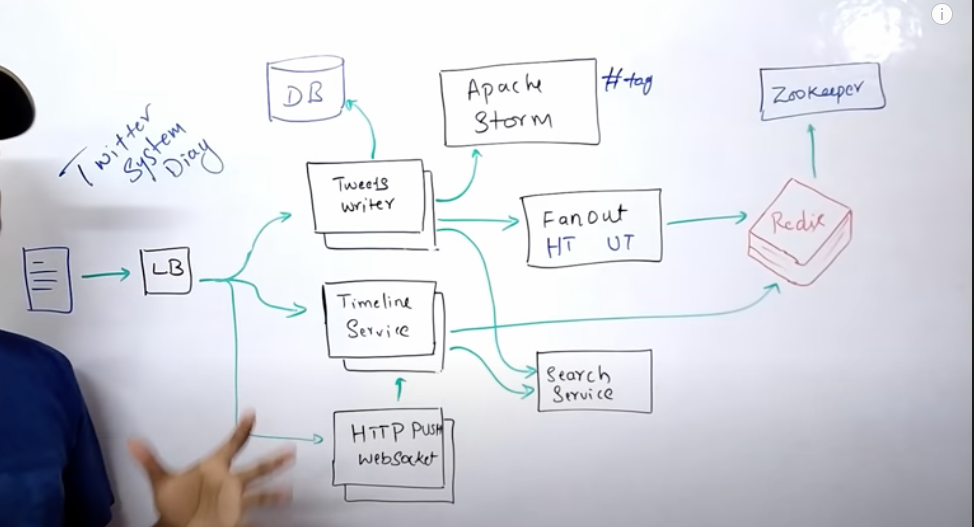 Twitter
System
Diag
LB
DB
Tweets
writer
Apache
Storm
#tag
Fanout
HT UT
Redis
Zookeeper
Timeline
Service
Search
Service
HTTP PUSH
Websocket